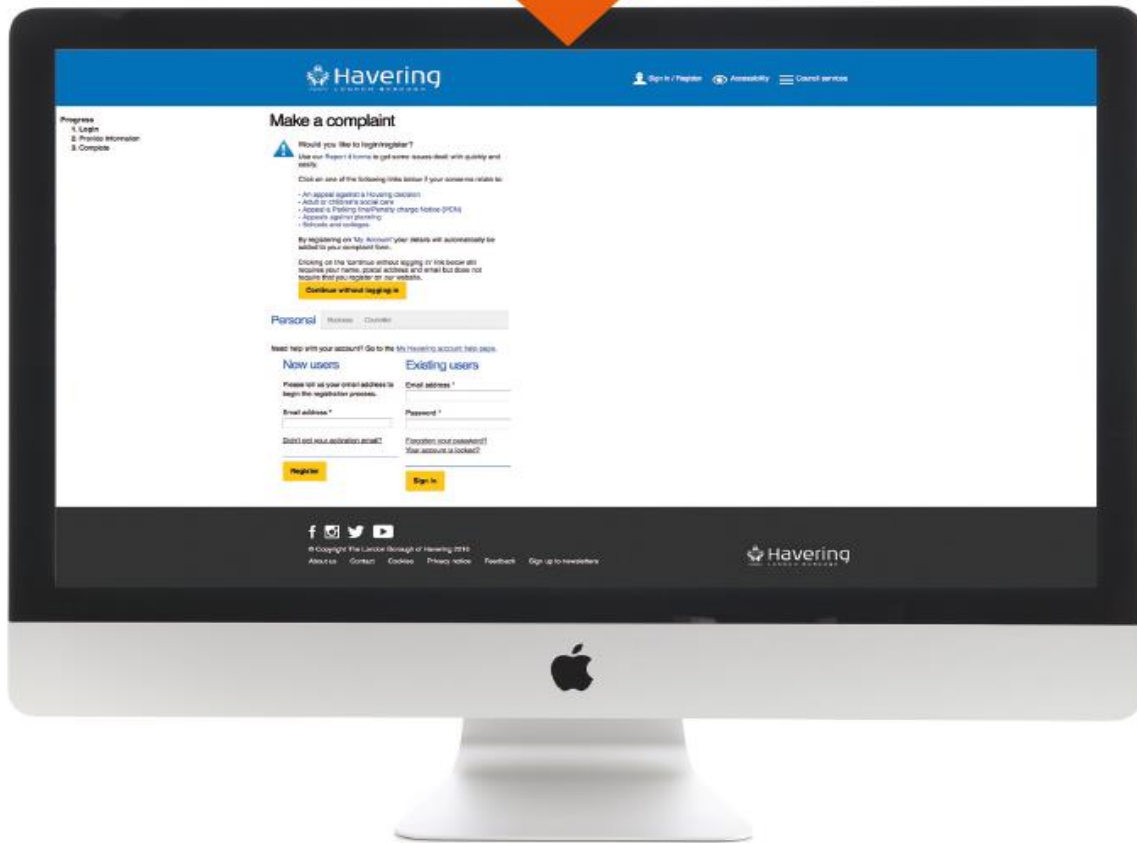 Havering
LONDON BOROUGH
Sign in / Register
Accessibility
Council services
Progress
1. Login
2. Provide information
3. Complete
Make a complaint
Would you like to login/register?
Use our Report it forms to get some issues dealt with quickly and
easily.
Click on one of the following links below if your concerns relate to:
- An appeal against a Housing decision
- Adult or children's social care
- Appeal a Parking fine/Penalty charge Notice (PCN)
- Appeals against planning
- Schools and colleges
By registering on 'My Account' your details will automatically be
added to your complaint form.
Clicking on the 'continue without logging in' link below still
requires your name, postal address and email but does not
require that you register on our website.
Continue without logging in
Personal Business Councillor
Need help with your account? Go to the My Havering account help page.
New users
Please tell us your email address to
begin the registration process.
Email address *
Didn't get your activation email?
Register
Existing users
Email address *
Password *
Forgotten your password?
Your account is locked?
Sign in
© Copyright The London Borough of Havering 2016
About us Contact Cookies Privacy notice Feedback Sign up to newsletters
Havering
LONDON BOROUGH